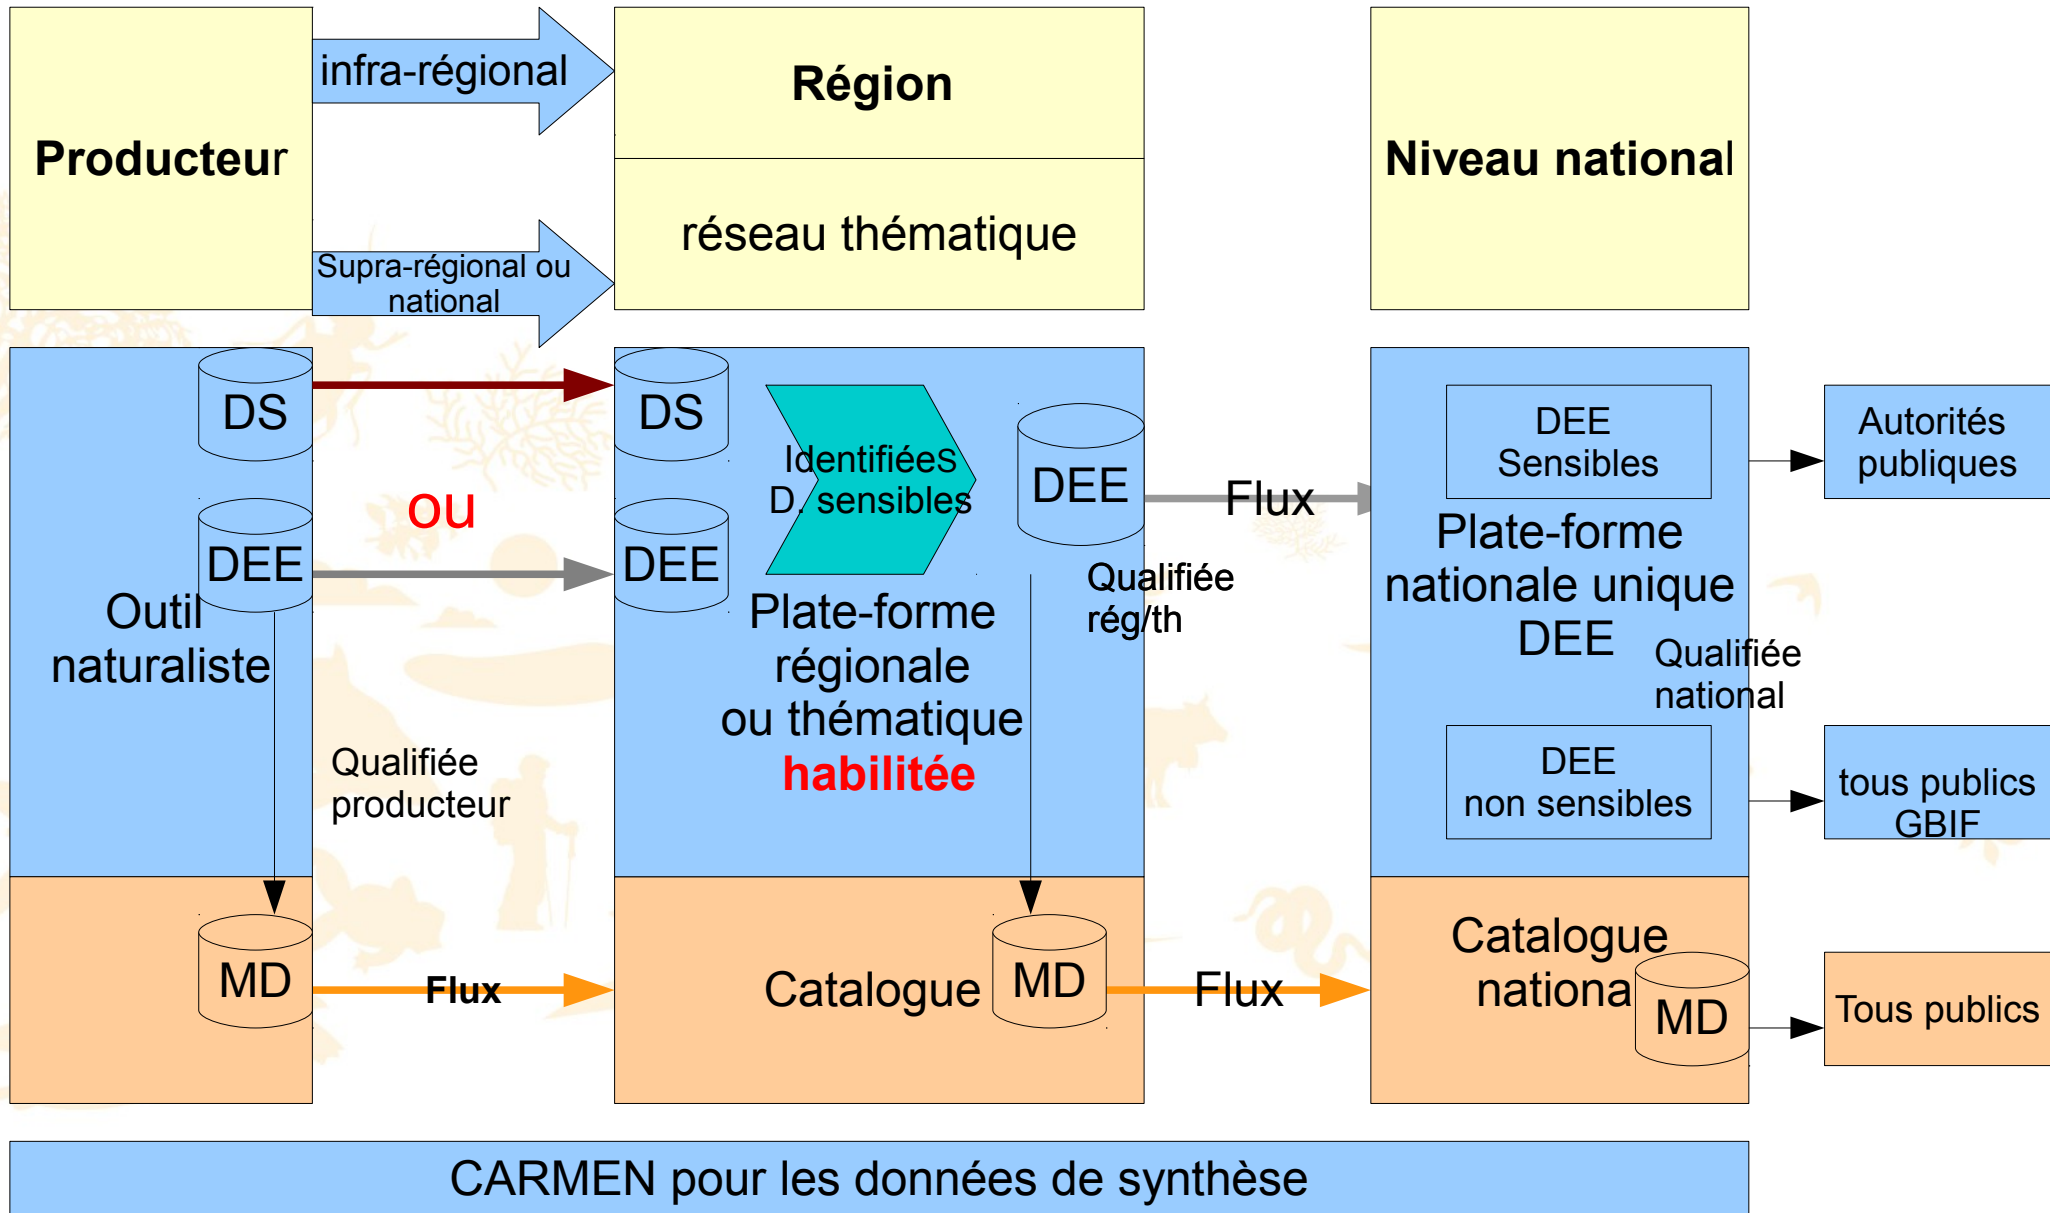 Producteur
infra-régional
Supra-régional ou
national
Région
réseau thématique
Niveau national
DS
DEE
Outil
naturaliste
ou
Qualifiée
producteur
DS
DEE
IdentifiéeS
D. sensibles
DEE
Plate-forme
régionale
ou thématique
habilitée
Qualifiée
rég/th
Flux
DEE
Sensibles
Plate-forme
nationale unique
DEE
Qualifiée
national
DEE
non sensibles
Autorités
publiques
tous publics
GBIF
MD
Flux
Catalogue
MD
Flux
Catalogue
nationa
MD
Tous publics
CARMEN pour les données de synthèse